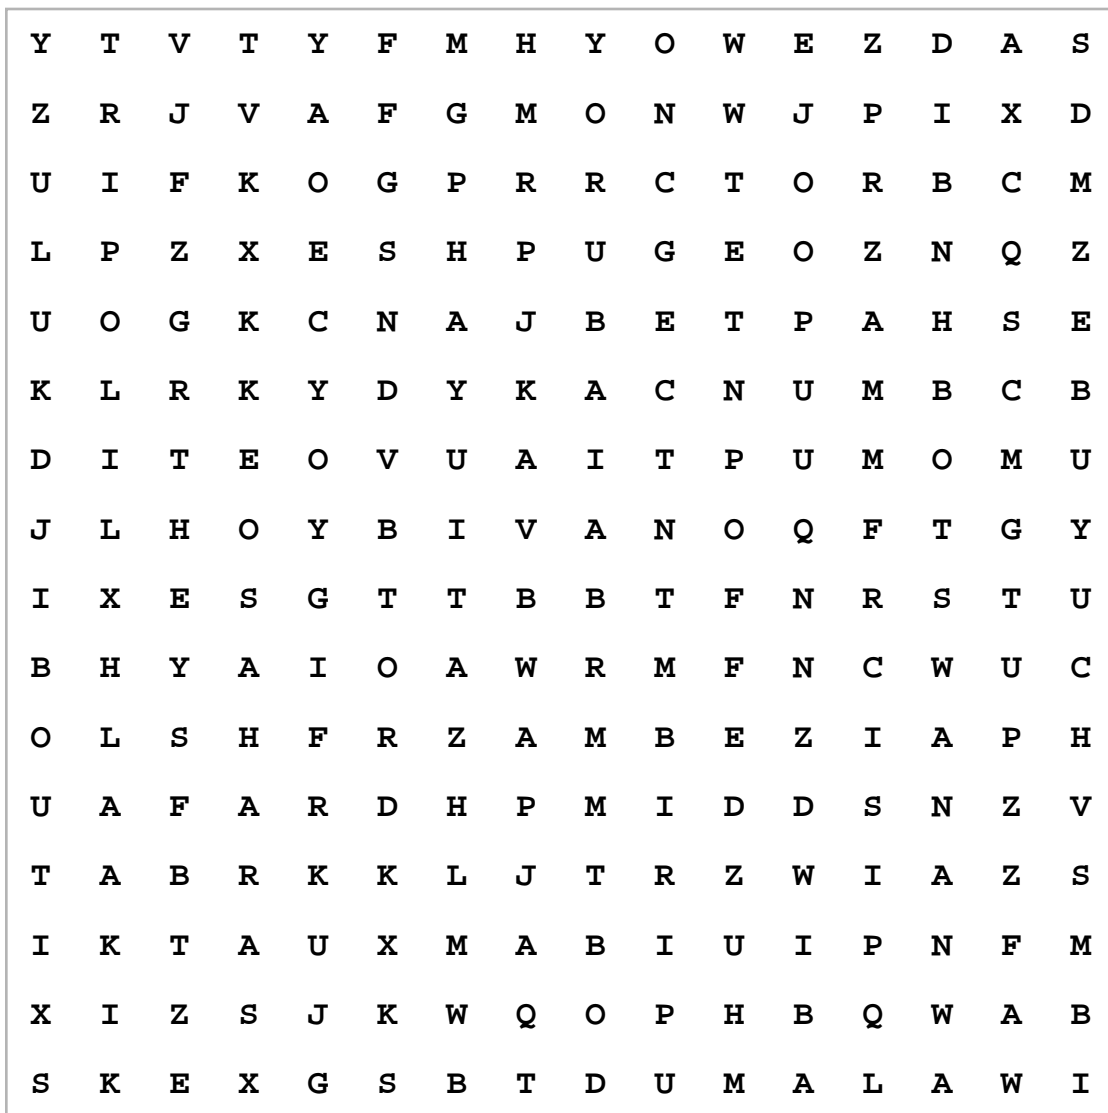 Y T V T Y F M H Y O W E Z D A S
Z R J V A F G M O N W J P I X D
U I F K O G P R R C T O R B C M
L P Z X E S H P U G E O Z N Q Z
U O G K C N A J B E T P A H S E
K L R K Y D Y K A C N U M B C B
D I T E O V U A I T P U M O M U
J L H O Y B I V A N O Q F T G Y
I X E S G T T B B T F N R S T U
B H Y A I O A W R M F N C W U C
O L S H F R Z A M B E Z I A P H
U A F A R D H P M I D D S N Z V
T A B R K K L J T R Z W I A Z S
I K T A U X M A B I U I P N F M
X I Z S J K W Q O P H B Q W A B
S K E X G S B T D U M A L A W I